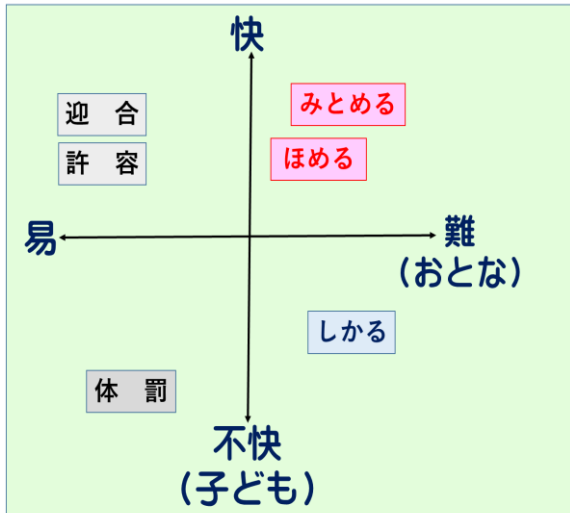 快
みとめる
迎 合
ほめる
許 容
易
難
(おとな)
しかる
体 罰
不快
(子ども)